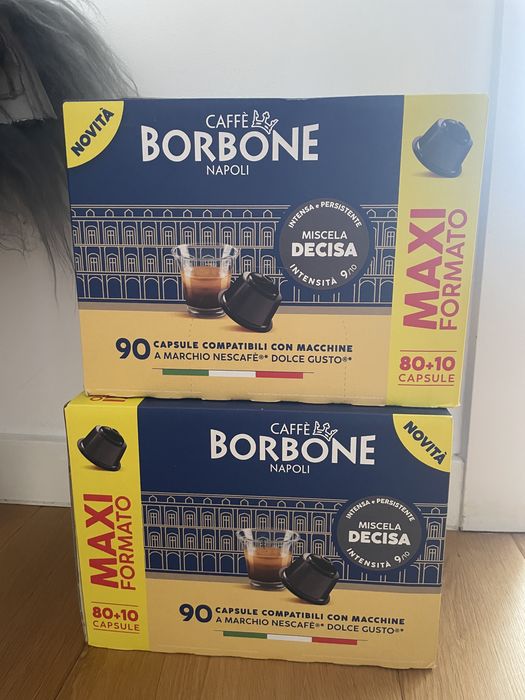 NOVITÀ
CAFFÈ
BORBONE
NAPOLI
INTENSA e PERSISTENTE
MISCELA
DECISA
INTENSITÀ 9/10
MAXI
FORMATO
90 CAPSULE COMPATIBILI CON MACCHINE
A MARCHIO NESCAFÉ®* DOLCE GUSTO®*
80+10
CAPSULE
CAFFÈ
BORBONE
NAPOLI
NOVITÀ
MAXI
FORMATO
INTENSA e PERSISTENTE
MISCELA
DECISA
INTENSITÀ 9/10
80+10
CAPSULE
90 CAPSULE COMPATIBILI CON MACCHINE
A MARCHIO NESCAFÉ®* DOLCE GUSTO®*